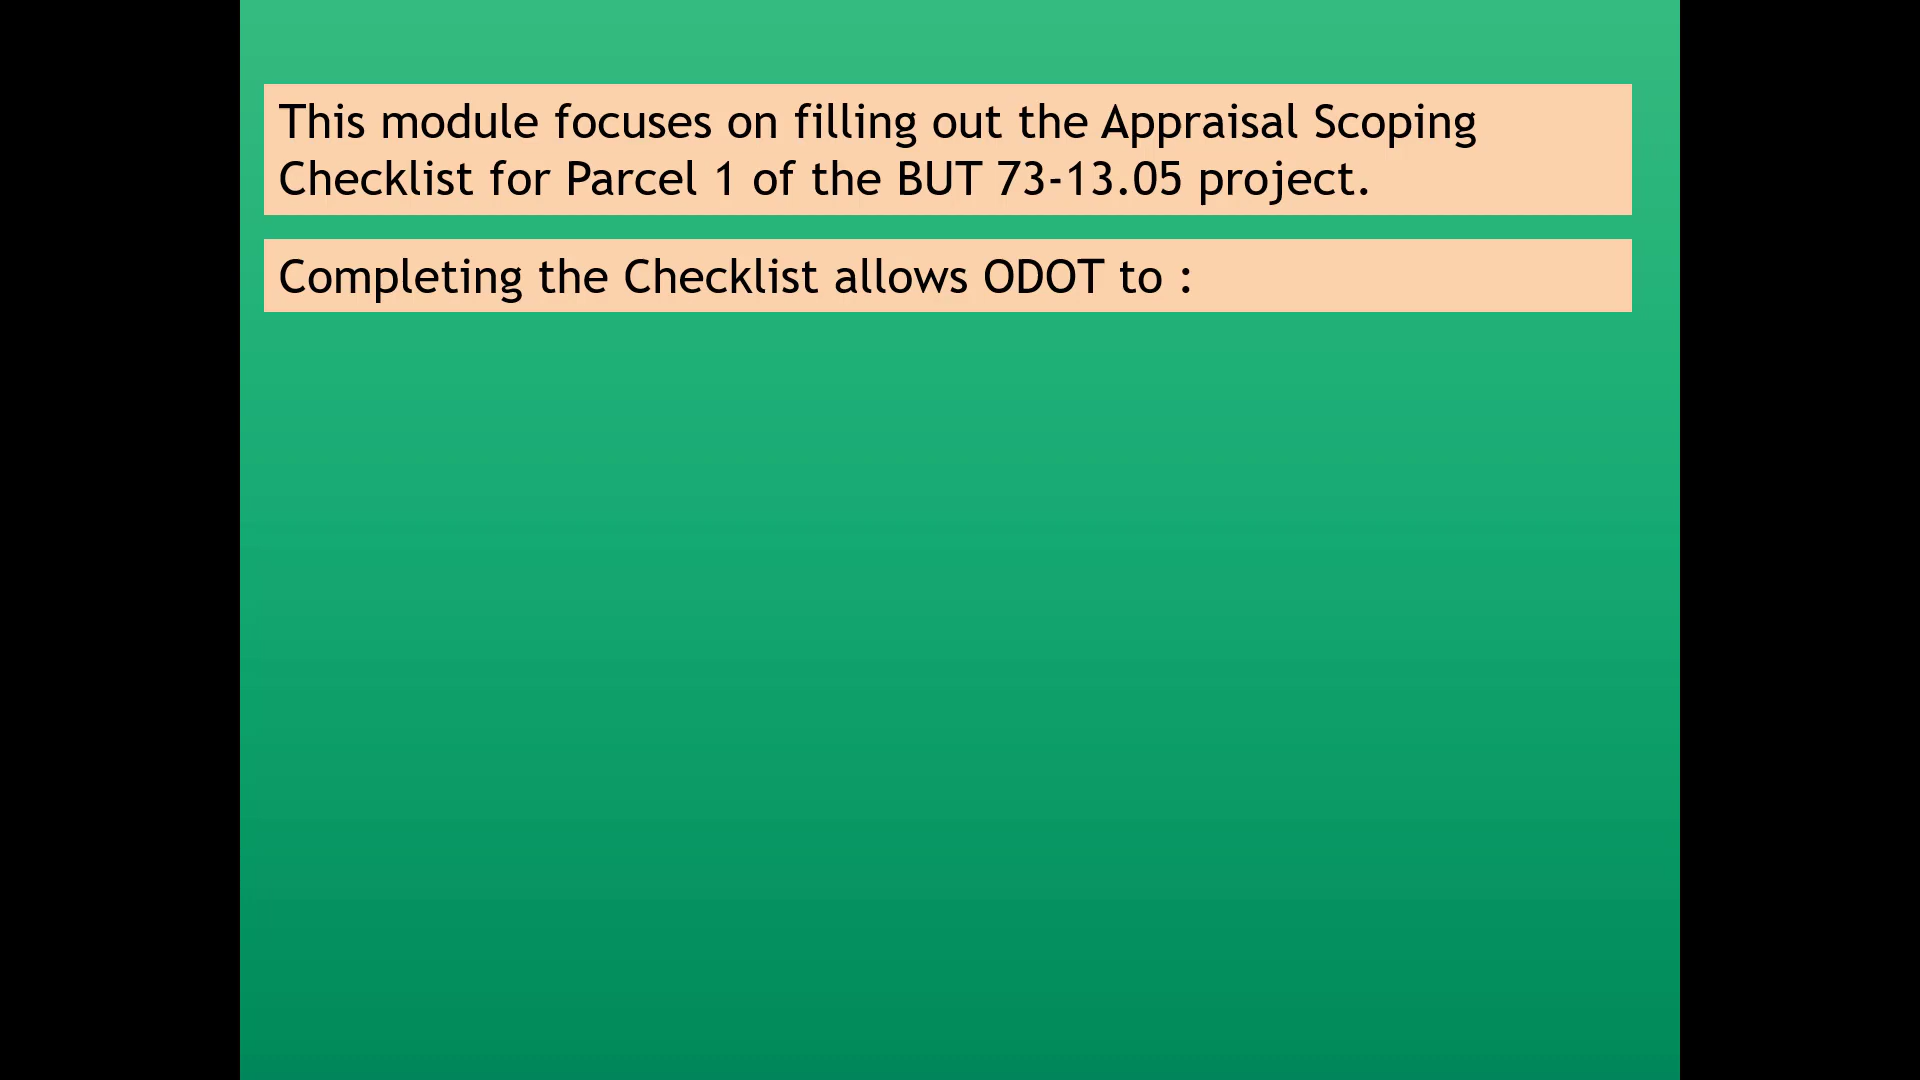 This module focuses on filling out the Appraisal Scoping
Checklist for Parcel 1 of the BUT 73-13.05 project.
Completing the Checklist allows ODOT to :